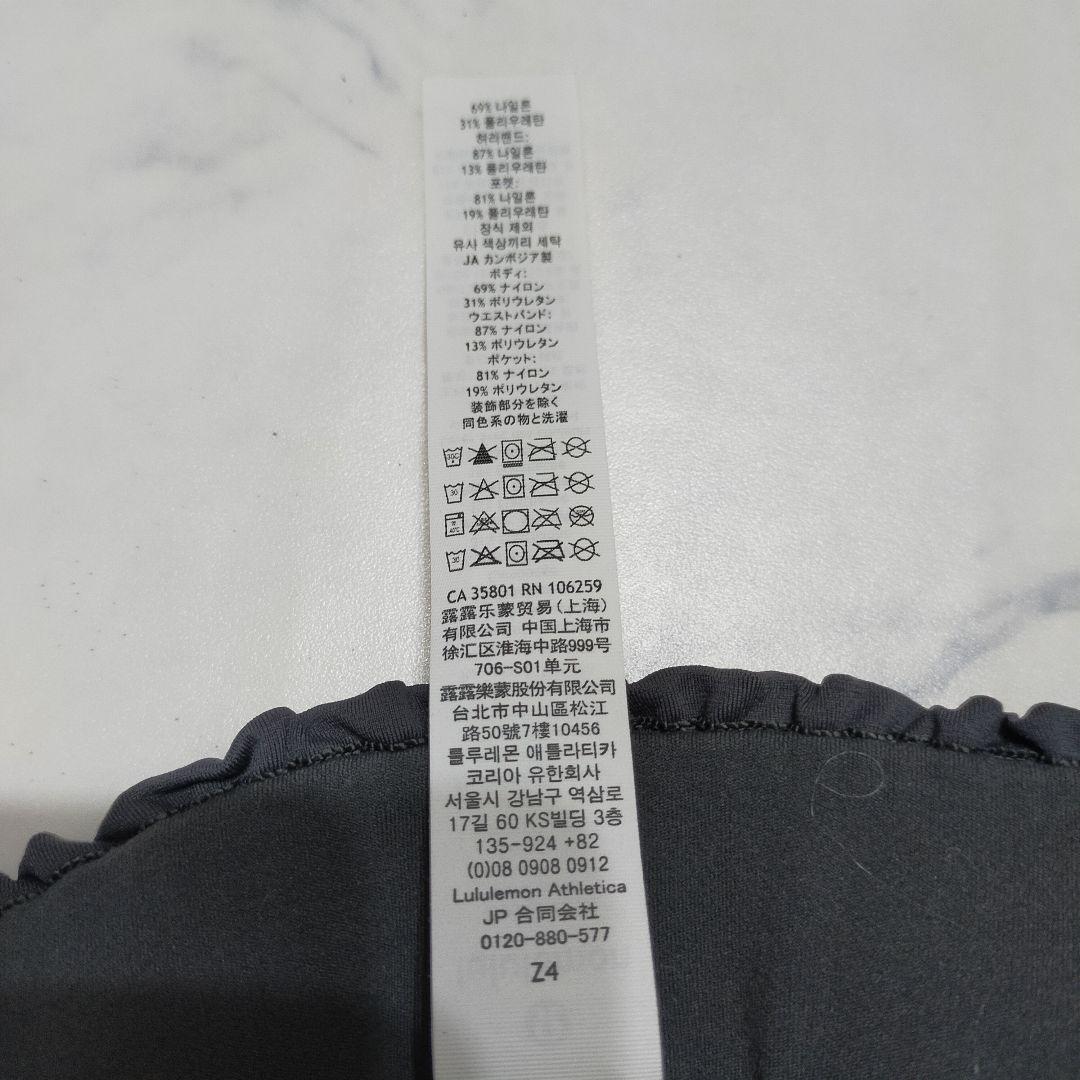 69% 나일론
31% 폴리우레탄
허리밴드:
87% 나일론
13% 폴리우레탄
포켓:
81% 나일론
19% 폴리우레탄
장식 제외
유사 색상끼리 세탁
JA カンボジア製
ボディ:
69% ナイロン
31% ポリウレタン
ウエストバンド:
87% ナイロン
13% ポリウレタン
ポケット:
81% ナイロン
19% ポリウレタン
装飾部分を除く
同色系の物と洗濯
CA 35801 RN 106259
露露乐蒙贸易(上海)
有限公司 中国上海市
徐汇区淮海中路999号
706-S01单元
露露樂蒙股份有限公司
台北市中山區松江
路50號7樓10456
룰루레몬 애틀라티카
코리아 유한회사
서울시 강남구 역삼로
17길 60 KS빌딩 3층
135-924 +82
(0)08 0908 0912
Lululemon Athletica
JP 合同会社
0120-880-577
Z4